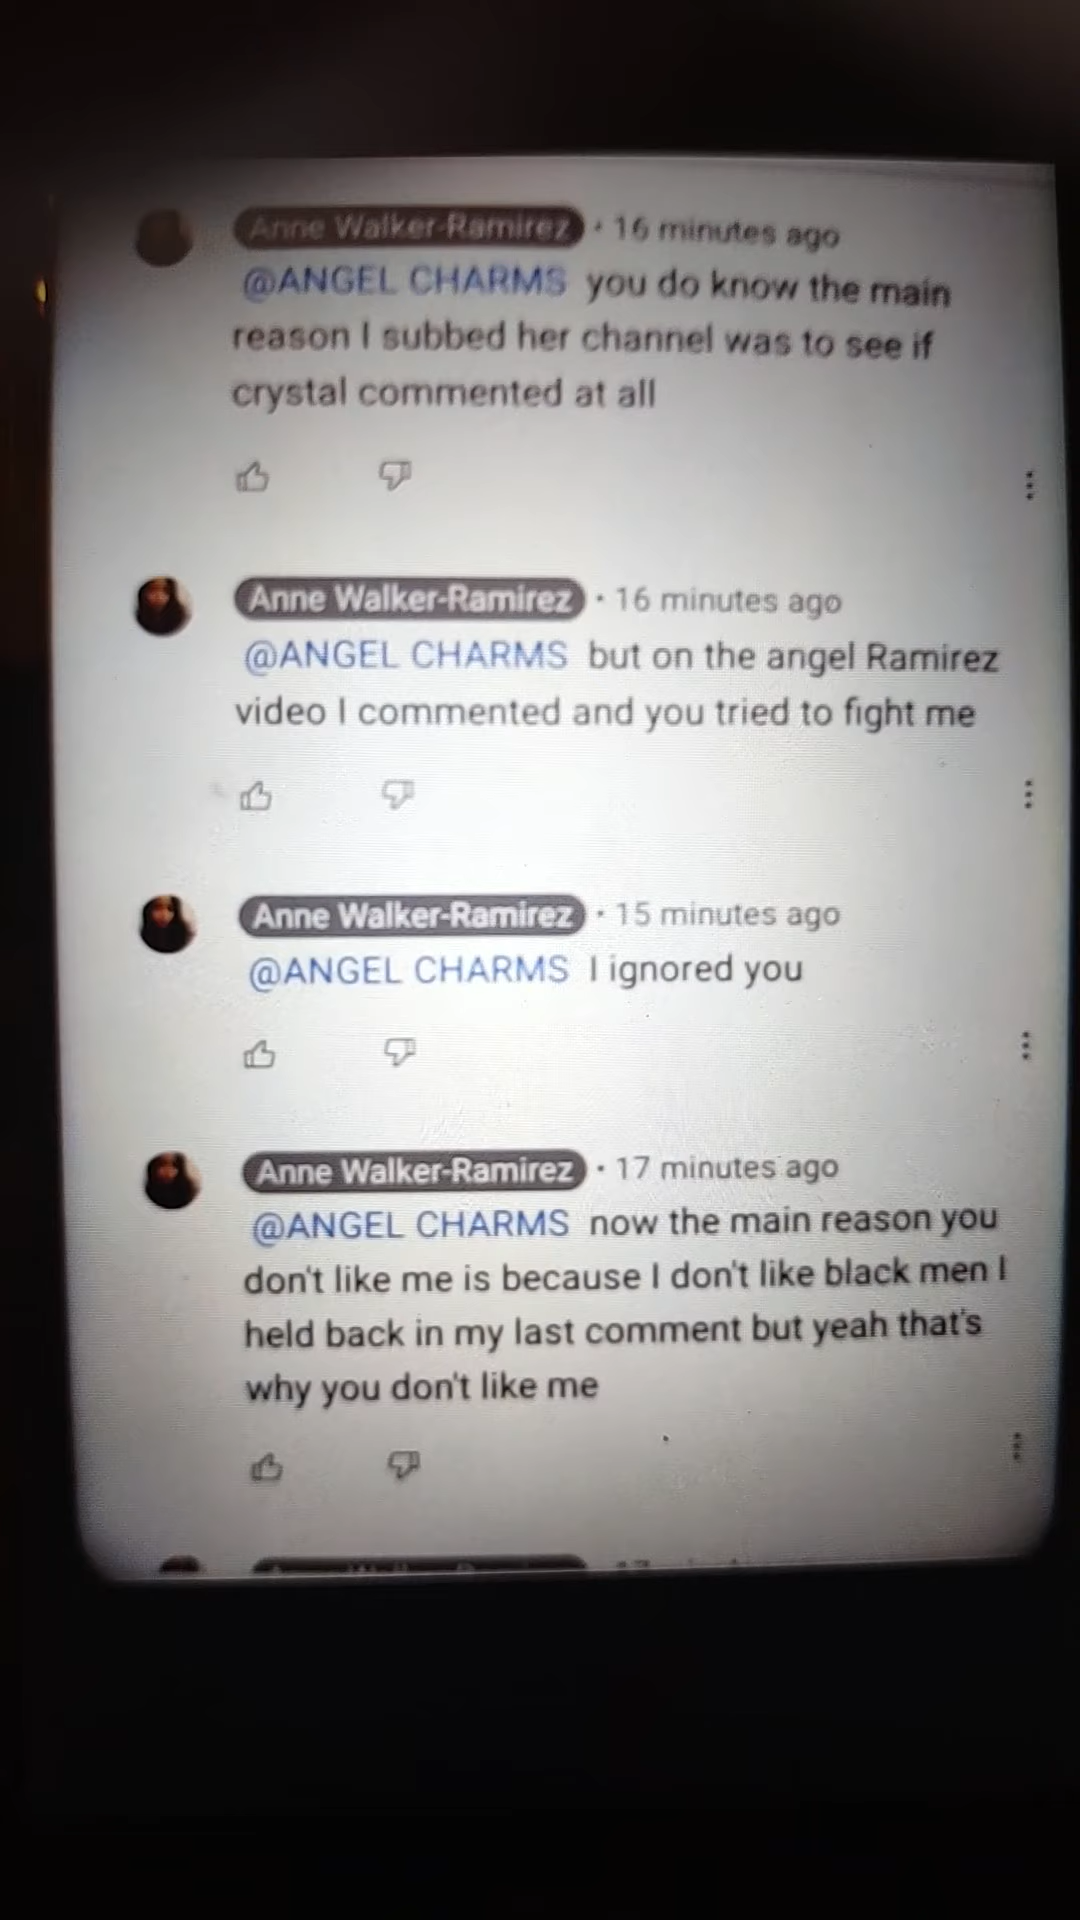 Anne Walker-Ramirez · 16 minutes ago
@ANGEL CHARMS you do know the main
reason I subbed her channel was to see if
crystal commented at all
Anne Walker-Ramirez · 16 minutes ago
@ANGEL CHARMS but on the angel Ramirez
video I commented and you tried to fight me
Anne Walker-Ramirez · 15 minutes ago
@ANGEL CHARMS I ignored you
Anne Walker-Ramirez · 17 minutes ago
@ANGEL CHARMS now the main reason you
don't like me is because I don't like black men I
held back in my last comment but yeah that's
why you don't like me